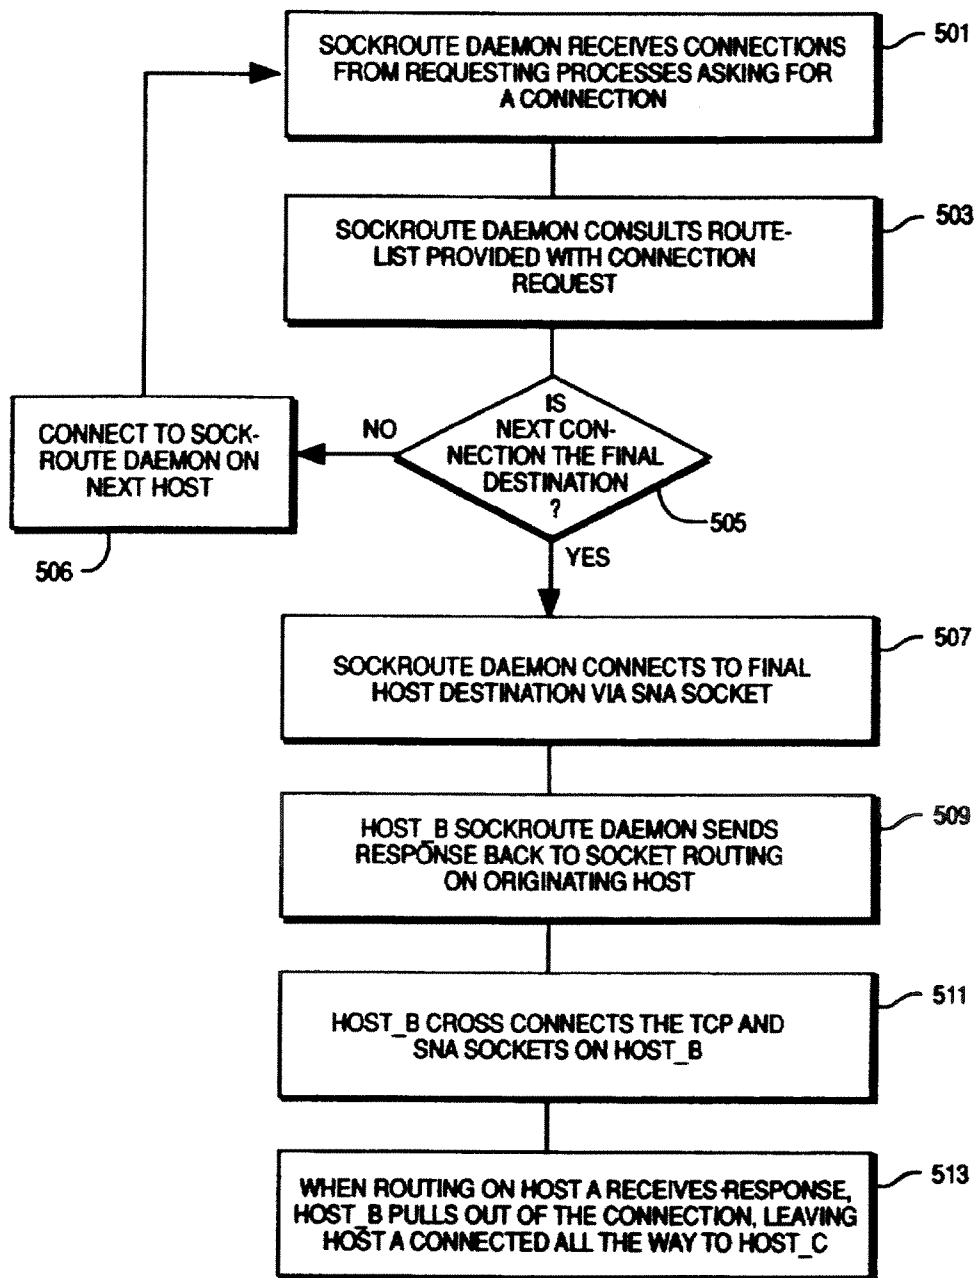 SOCKROUTE DAEMON RECEIVES CONNECTIONS
FROM REQUESTING PROCESSES ASKING FOR
A CONNECTION
501
SOCKROUTE DAEMON CONSULTS ROUTE-
LIST PROVIDED WITH CONNECTION
REQUEST
503
IS
NEXT CON-
NECTION THE FINAL
DESTINATION
?
505
NO
CONNECT TO SOCK-
ROUTE DAEMON ON
NEXT HOST
506
YES
SOCKROUTE DAEMON CONNECTS TO FINAL
HOST DESTINATION VIA SNA SOCKET
507
HOST_B SOCKROUTE DAEMON SENDS
RESPONSE BACK TO SOCKET ROUTING
ON ORIGINATING HOST
509
HOST_B CROSS CONNECTS THE TCP AND
SNA SOCKETS ON HOST_B
511
WHEN ROUTING ON HOST A RECEIVES RESPONSE,
HOST_B PULLS OUT OF THE CONNECTION, LEAVING
HOST A CONNECTED ALL THE WAY TO HOST_C
513